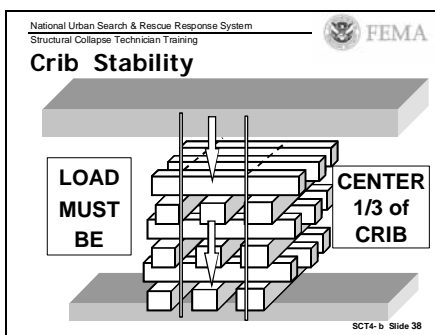 National Urban Search & Rescue Response System
Structural Collapse Technician Training
FEMA
Crib Stability
LOAD
MUST
BE
CENTER
1/3 of
CRIB
SCT4- b Slide 38